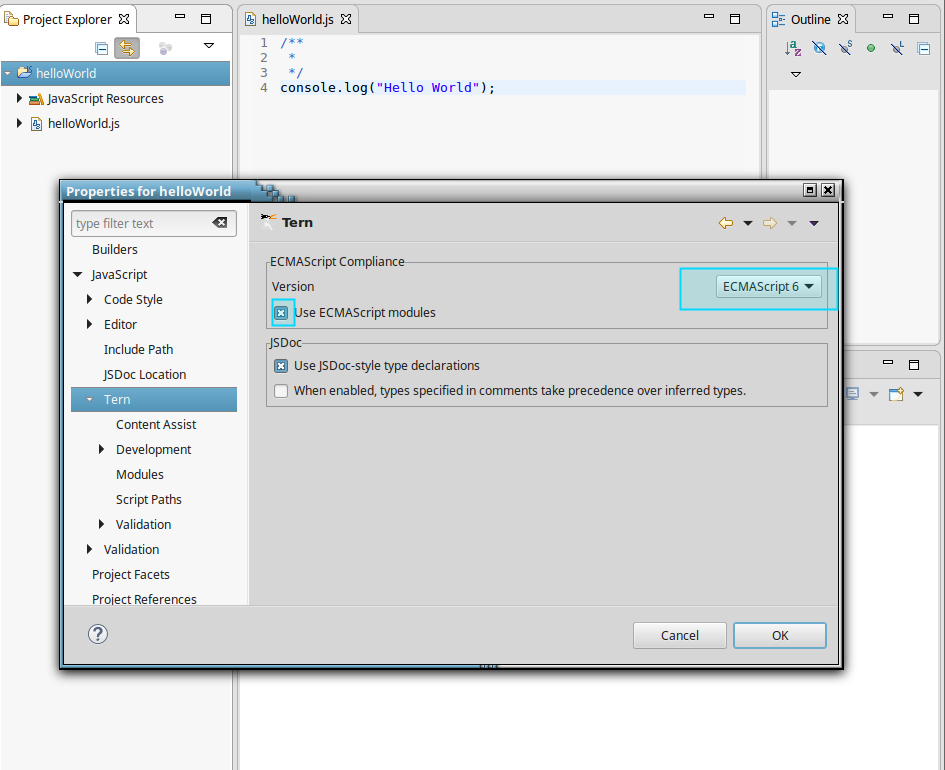 Project Explorer
helloWorld
JavaScript Resources
helloWorld.js
helloWorld.js
1 /**
2 *
3 */
4 console.log("Hello World");
Outline
Properties for helloWorld
type filter text
Builders
JavaScript
Code Style
Editor
Include Path
JSDoc Location
Tern
Content Assist
Development
Modules
Script Paths
Validation
Validation
Project Facets
Project References
Tern
ECMAScript Compliance
Version
ECMAScript 6
Use ECMAScript modules
JSDoc
Use JSDoc-style type declarations
When enabled, types specified in comments take precedence over inferred types.
?
Cancel
OK